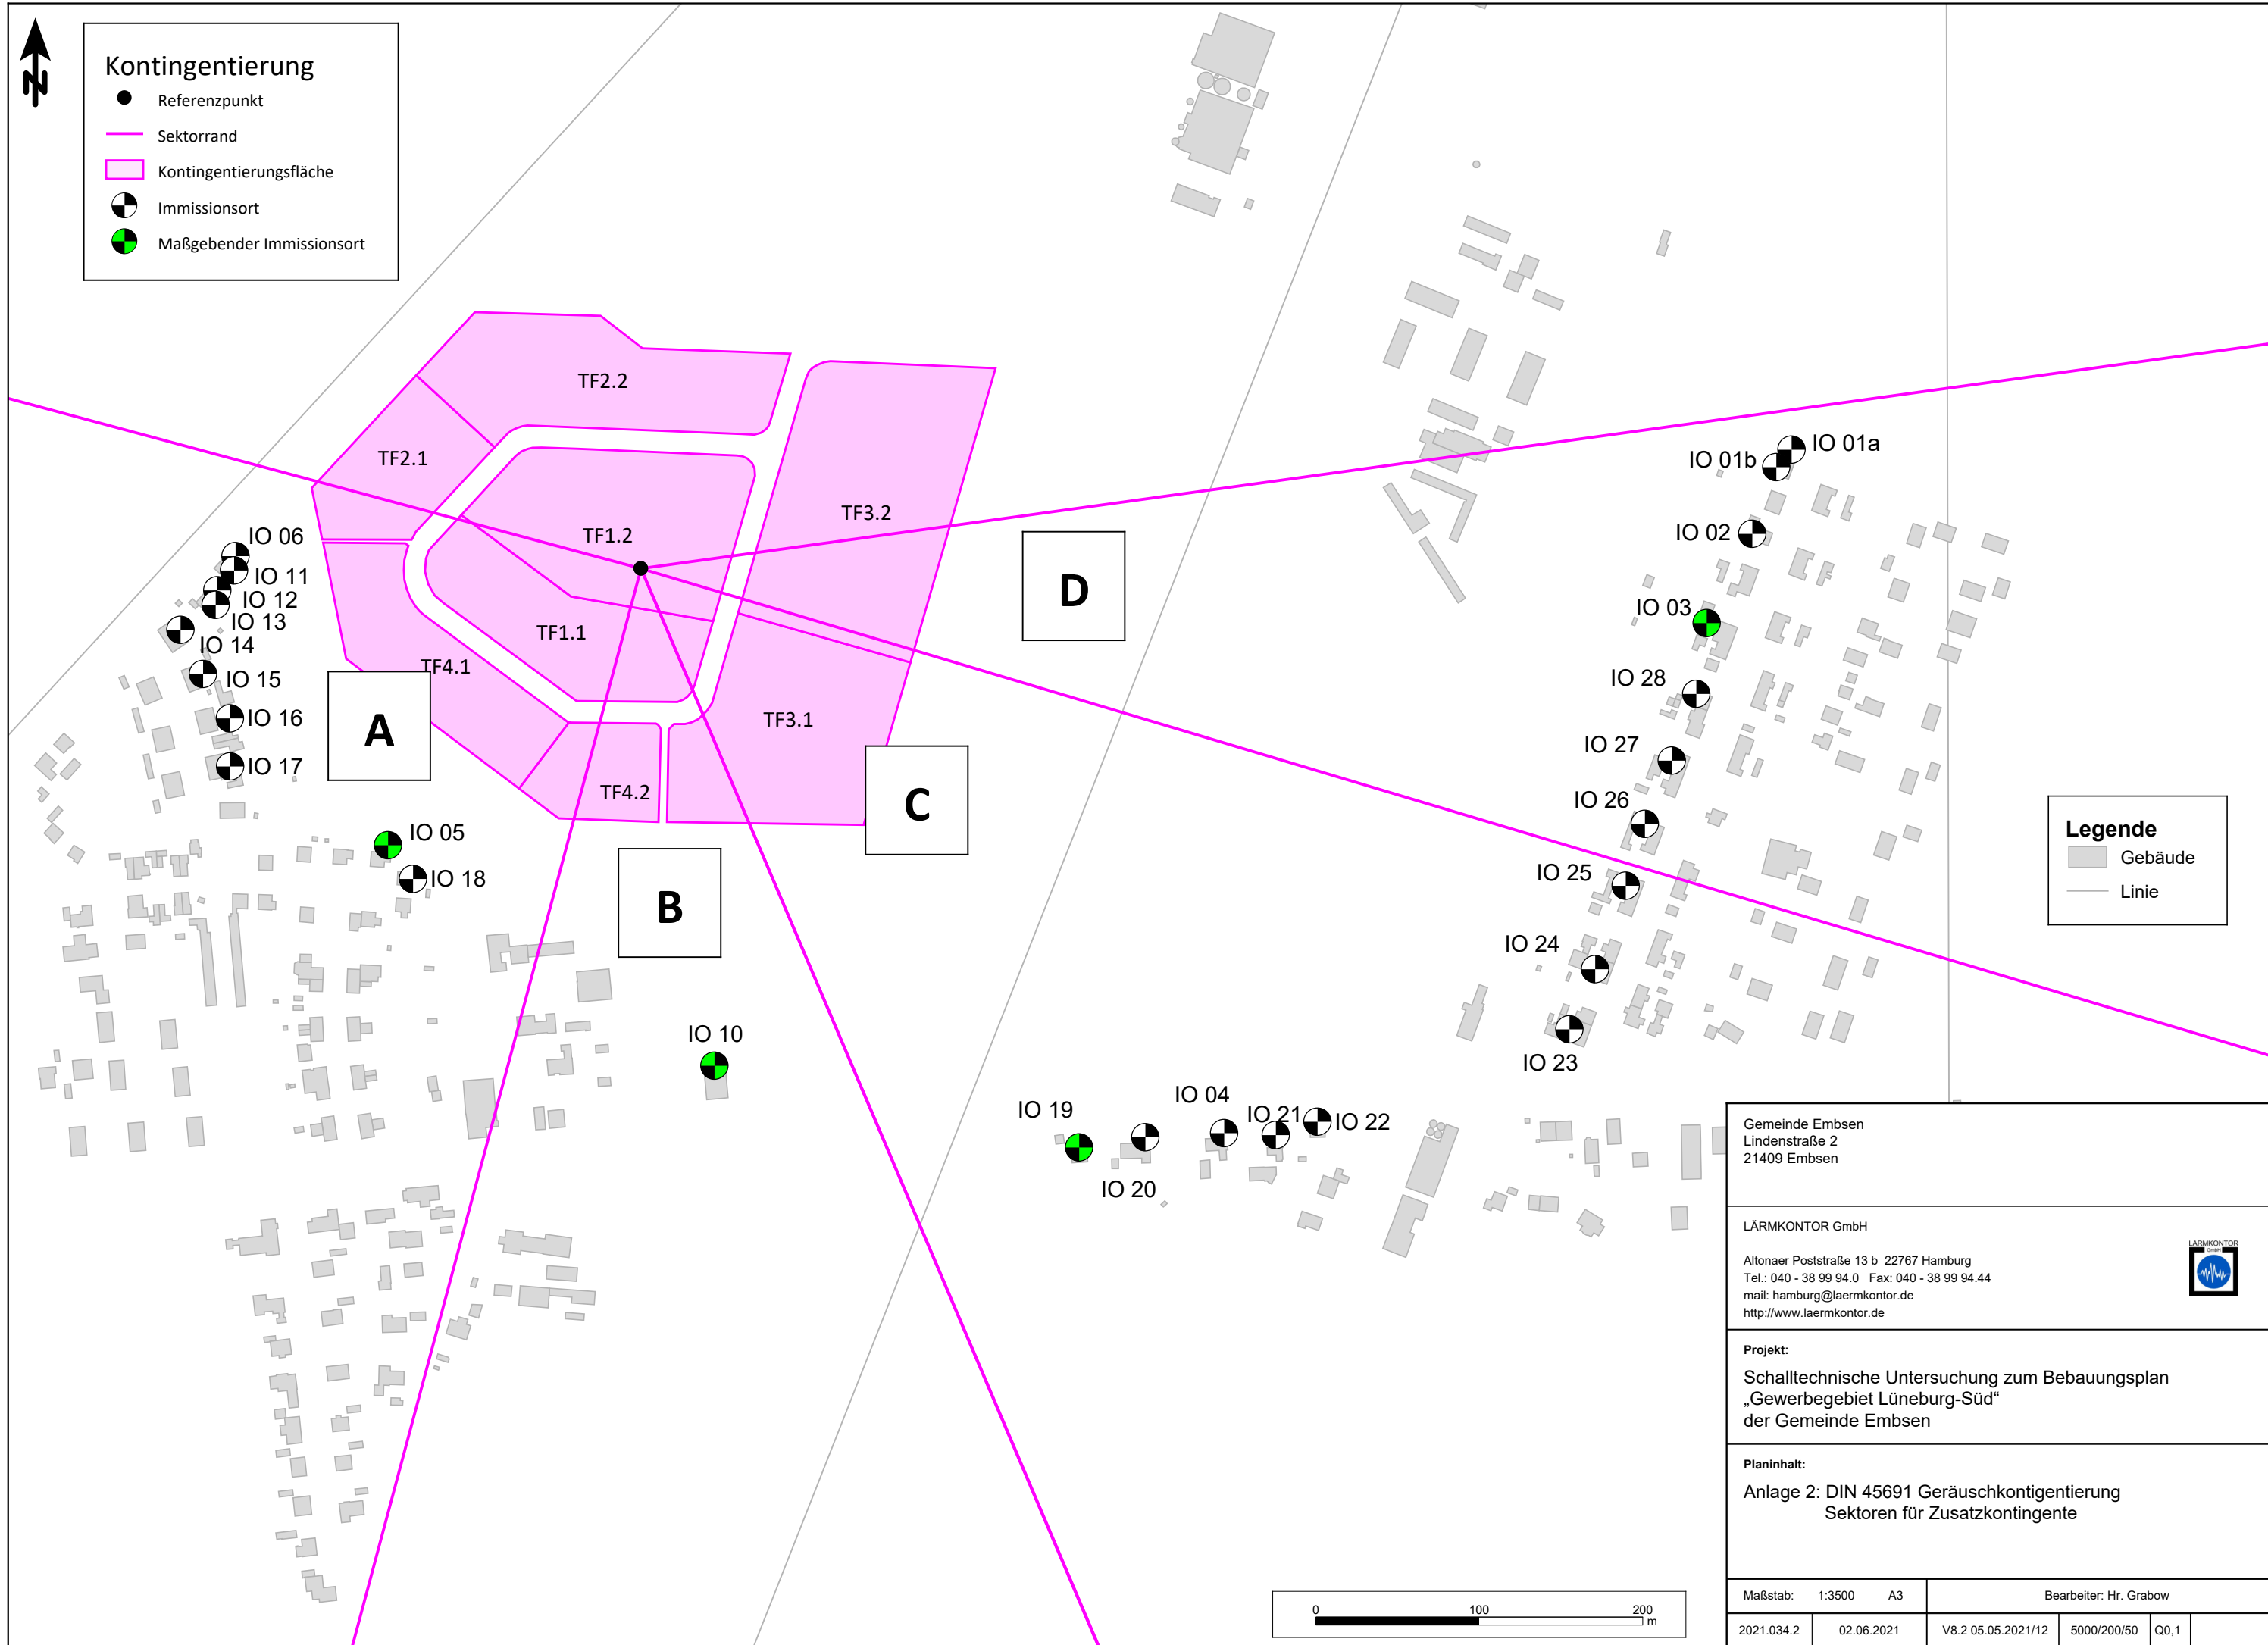 N
Kontingentierung
Referenzpunkt
Sektorrand
Kontingentierungsfläche
Immissionsort
Maßgebender Immissionsort
TF2.2
TF2.1
TF1.2
TF3.2
TF1.1
TF4.1
TF3.1
TF4.2
A
B
C
D
IO 01a
IO 01b
IO 02
IO 03
IO 28
IO 27
IO 26
IO 25
IO 24
IO 23
IO 06
IO 11
IO 12
IO 13
IO 14
IO 15
IO 16
IO 17
IO 05
IO 18
IO 10
IO 19
IO 20
IO 04
IO 21
IO 22
Legende
Gebäude
Linie
Gemeinde Embsen
Lindenstraße 2
21409 Embsen
LÄRMKONTOR GmbH
Altonaer Poststraße 13 b 22767 Hamburg
Tel.: 040 - 38 99 94.0 Fax: 040 - 38 99 94.44
mail: hamburg@laermkontor.de
http://www.laermkontor.de
LÄRMKONTOR
GmbH
Projekt:
Schalltechnische Untersuchung zum Bebauungsplan
„Gewerbegebiet Lüneburg-Süd“
der Gemeinde Embsen
Planinhalt:
Anlage 2: DIN 45691 Geräuschkontigentierung
Sektoren für Zusatzkontingente
Maßstab: 1:3500 A3 Bearbeiter: Hr. Grabow
2021.034.2 02.06.2021 V8.2 05.05.2021/12 5000/200/50 Q0,1
0 100 200
m